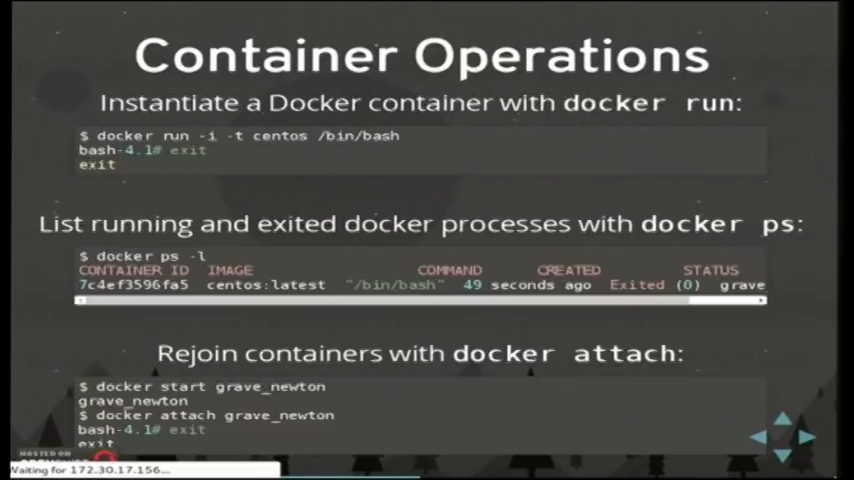 Container Operations
Instantiate a Docker container with docker run:
$ docker run -i -t centos /bin/bash
bash-4.1# exit
exit
List running and exited docker processes with docker ps:
$ docker ps -l
CONTAINER ID IMAGE COMMAND CREATED STATUS
7c4ef3596fa5 centos:latest "/bin/bash" 49 seconds ago Exited (0) grave
Rejoin containers with docker attach:
$ docker start grave_newton
grave_newton
$ docker attach grave_newton
bash-4.1# exit
exit
HOSTED ON
Waiting for 172.30.17.156...